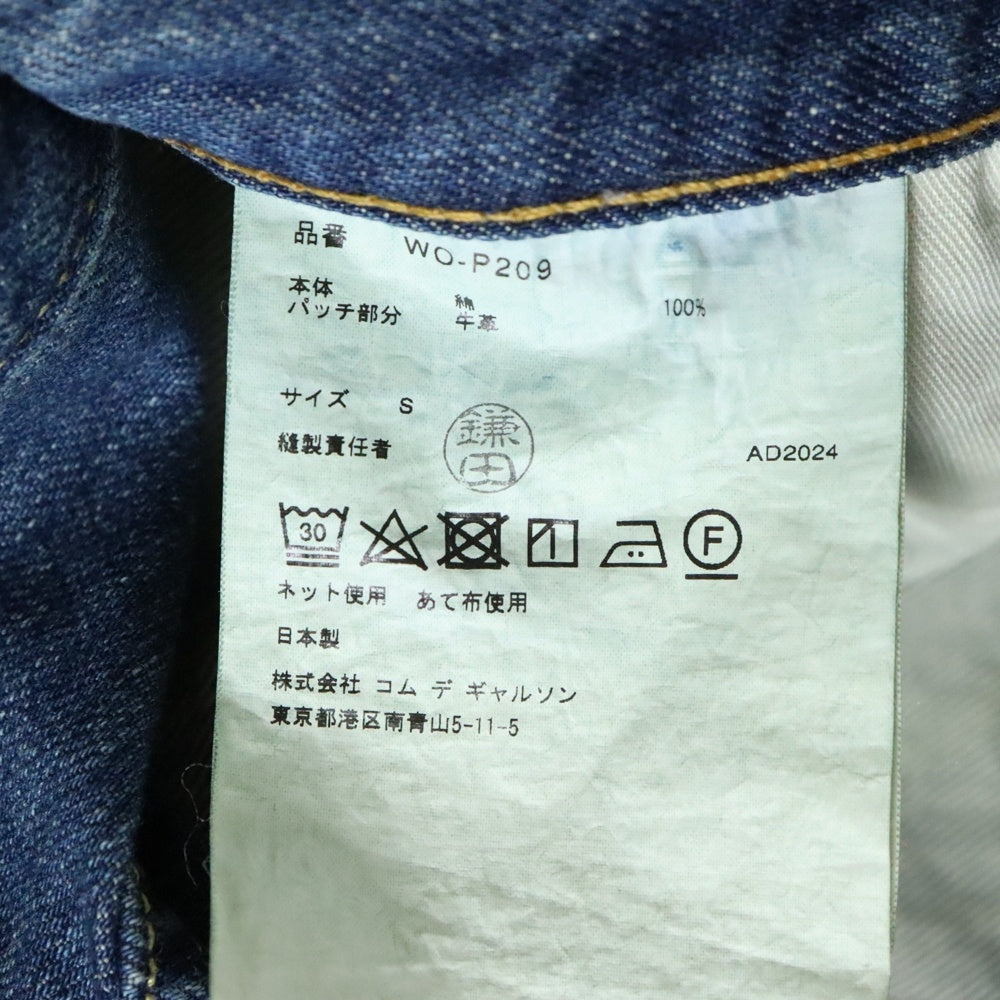 品番 WO-P209
本体 綿 100%
パッチ部分 牛革
サイズ S
縫製責任者 鎌田 AD2024
30 F
ネット使用 あて布使用
日本製
株式会社 コム デ ギャルソン
東京都港区南青山5-11-5